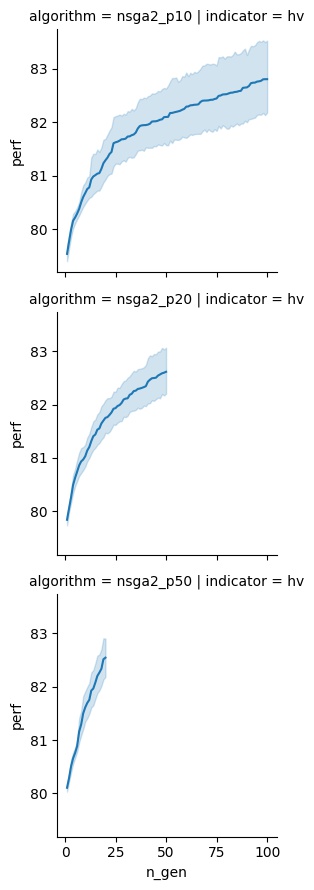 algorithm = nsga2_p10 | indicator = hv
83
82
81
80
perf
algorithm = nsga2_p20 | indicator = hv
83
82
81
80
perf
algorithm = nsga2_p50 | indicator = hv
83
82
81
80
perf
0 25 50 75 100
n_gen